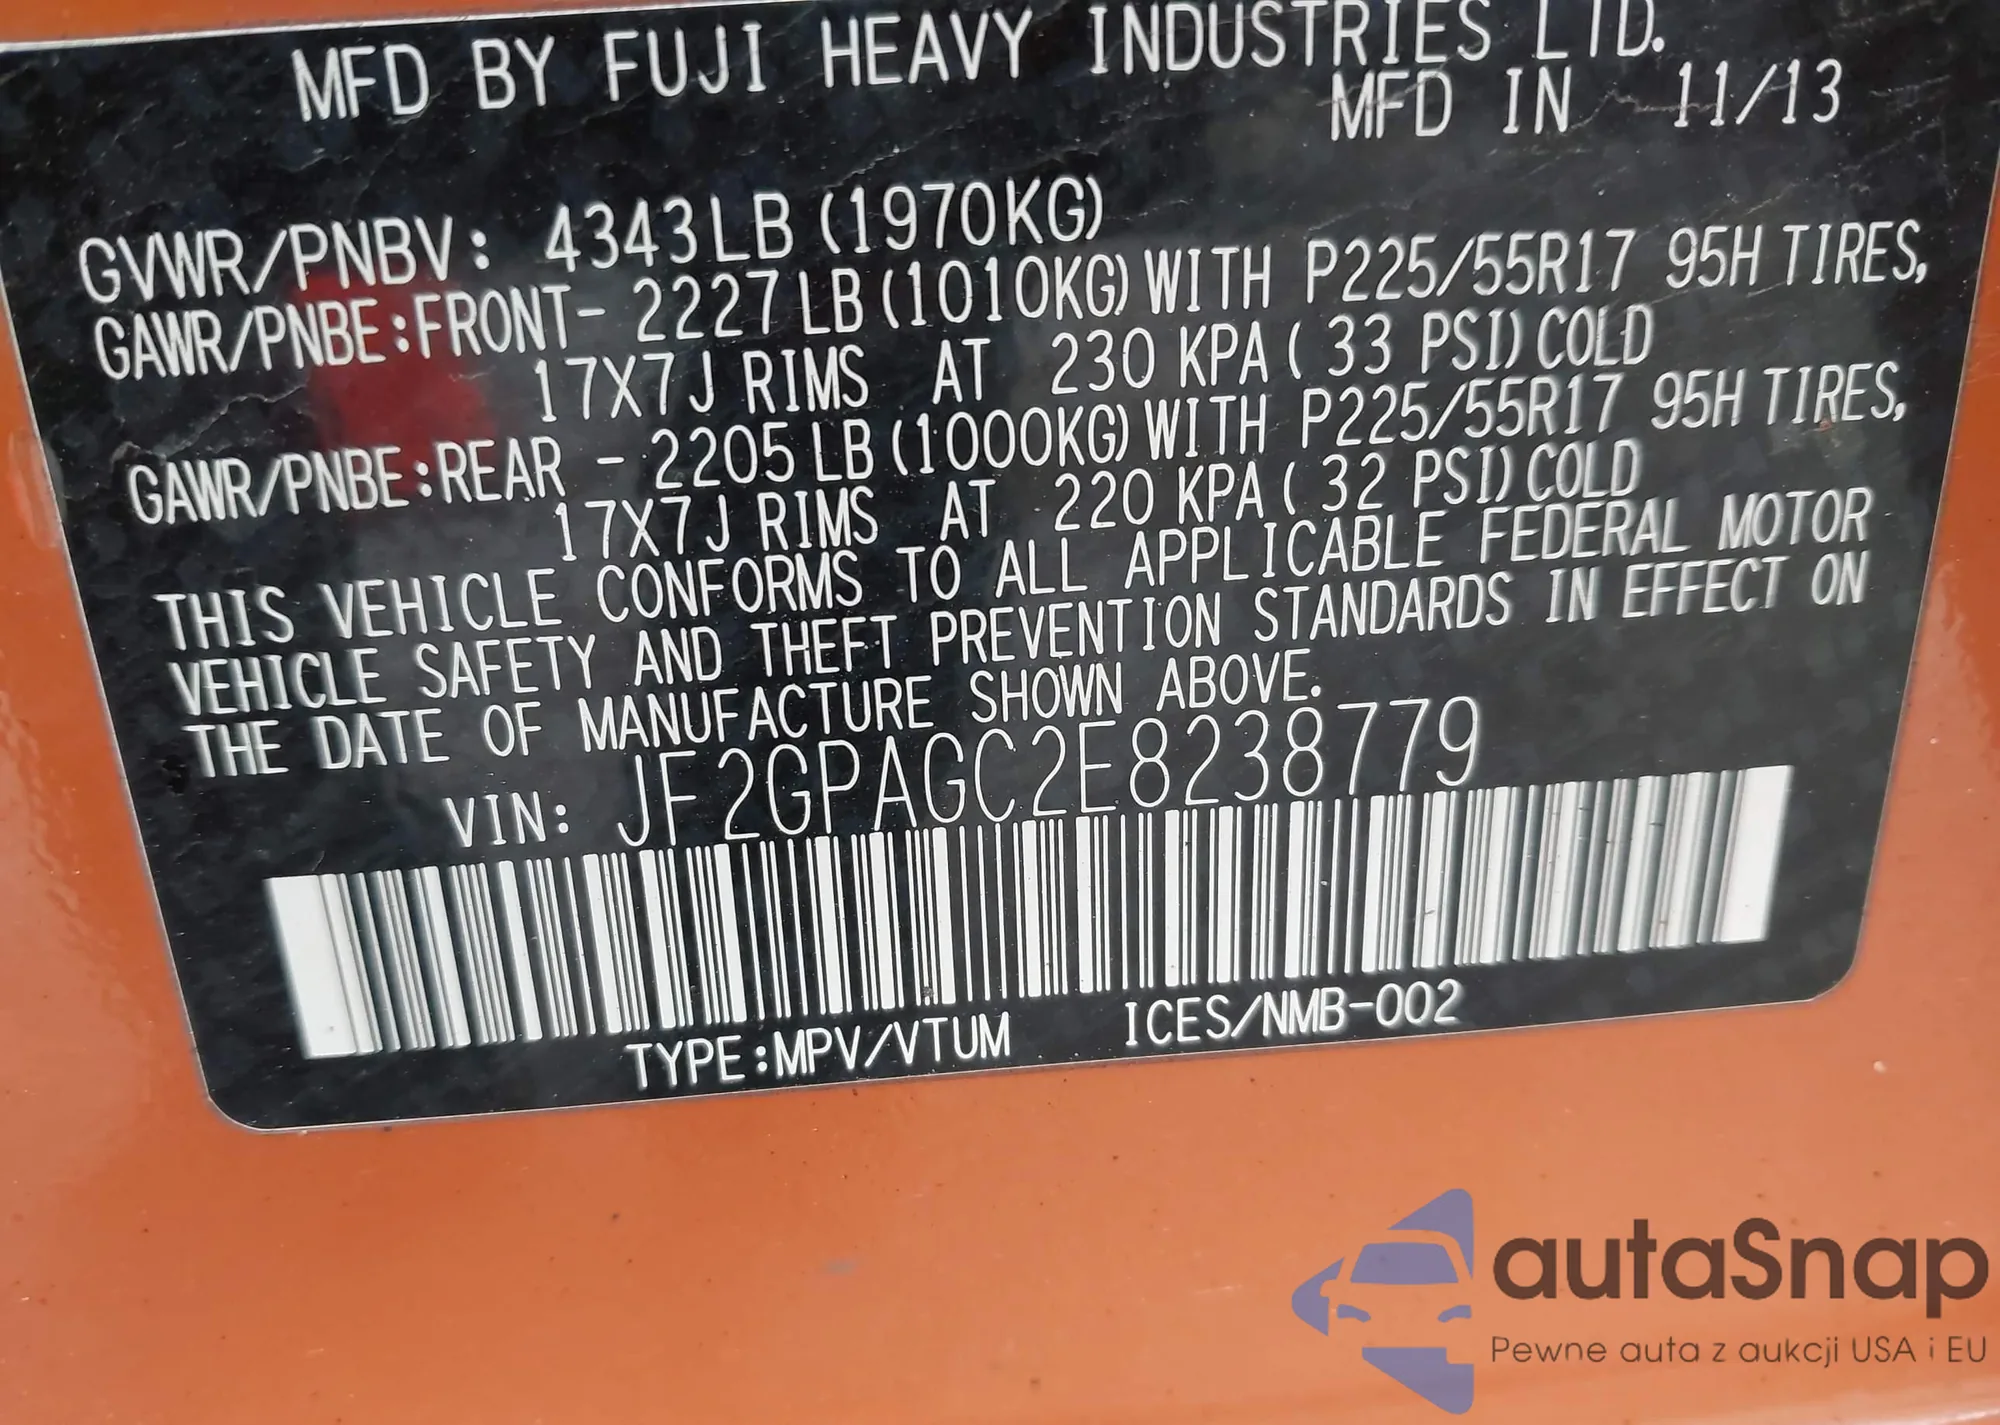 MFD BY FUJI HEAVY INDUSTRIES LTD.
MFD IN 11/13
GVWR/PNBV: 4343LB (1970KG)
GAWR/PNBE:FRONT- 2227LB (1010KG) WITH P225/55R17 95H TIRES,
17X7J RIMS AT 230 KPA ( 33 PSI) COLD
GAWR/PNBE:REAR - 2205LB (1000KG) WITH P225/55R17 95H TIRES,
17X7J RIMS AT 220 KPA ( 32 PSI) COLD
THIS VEHICLE CONFORMS TO ALL APPLICABLE FEDERAL MOTOR
VEHICLE SAFETY AND THEFT PREVENTION STANDARDS IN EFFECT ON
THE DATE OF MANUFACTURE SHOWN ABOVE.
VIN: JF2GPAGC2E8238779
TYPE:MPV/VTUM ICES/NMB-002
autaSnap
Pewne auta z aukcji USA i EU